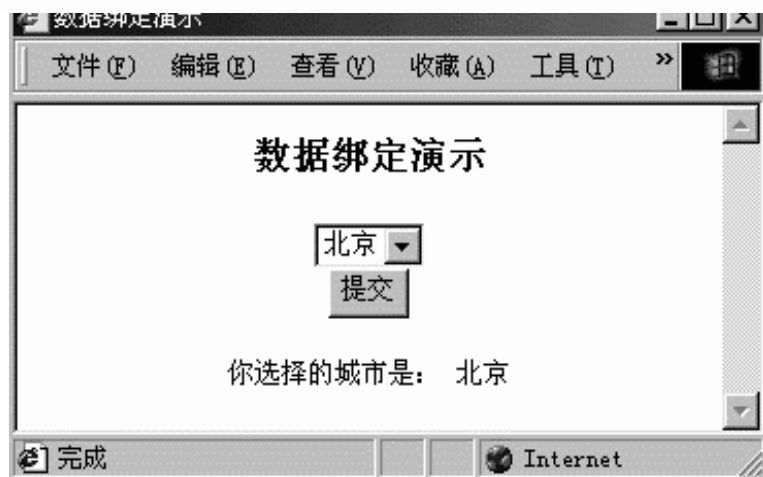 数据绑定演示
文件(F) 编辑(E) 查看(V) 收藏(A) 工具(T) »
数据绑定演示
北京
提交
你选择的城市是： 北京
完成 Internet